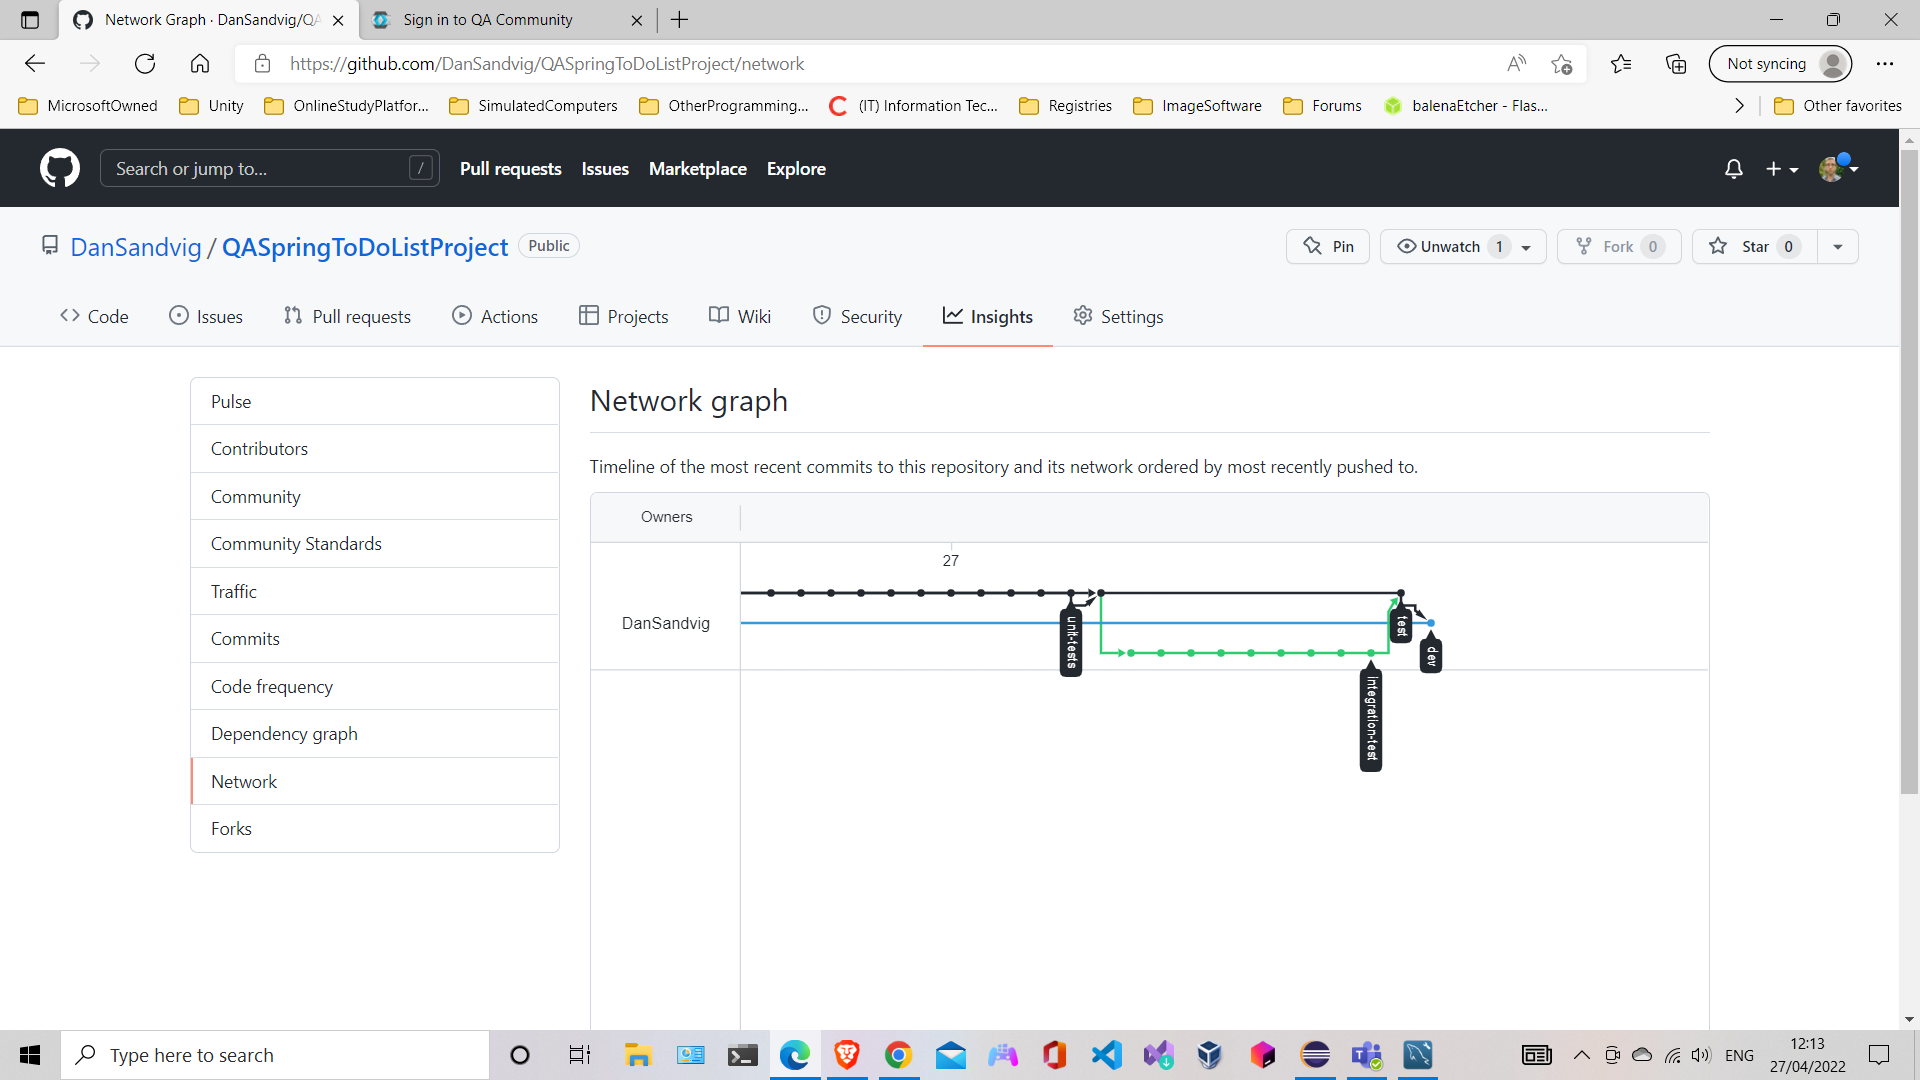 Network Graph · DanSandvig/QA
Sign in to QA Community
https://github.com/DanSandvig/QASpringToDoListProject/network
Not syncing
MicrosoftOwned
Unity
OnlineStudyPlatfor...
SimulatedComputers
OtherProgramming...
(IT) Information Tec...
Registries
ImageSoftware
Forums
balenaEtcher - Flas...
Other favorites
Search or jump to...
/
Pull requests
Issues
Marketplace
Explore
DanSandvig / QASpringToDoListProject
Public
Pin
Unwatch 1
Fork 0
Star 0
Code
Issues
Pull requests
Actions
Projects
Wiki
Security
Insights
Settings
Pulse
Contributors
Community
Community Standards
Traffic
Commits
Code frequency
Dependency graph
Network
Forks
Network graph
Timeline of the most recent commits to this repository and its network ordered by most recently pushed to.
Owners
27
DanSandvig
unit-tests
test
dev
integration-test
Type here to search
ENG
12:13
27/04/2022